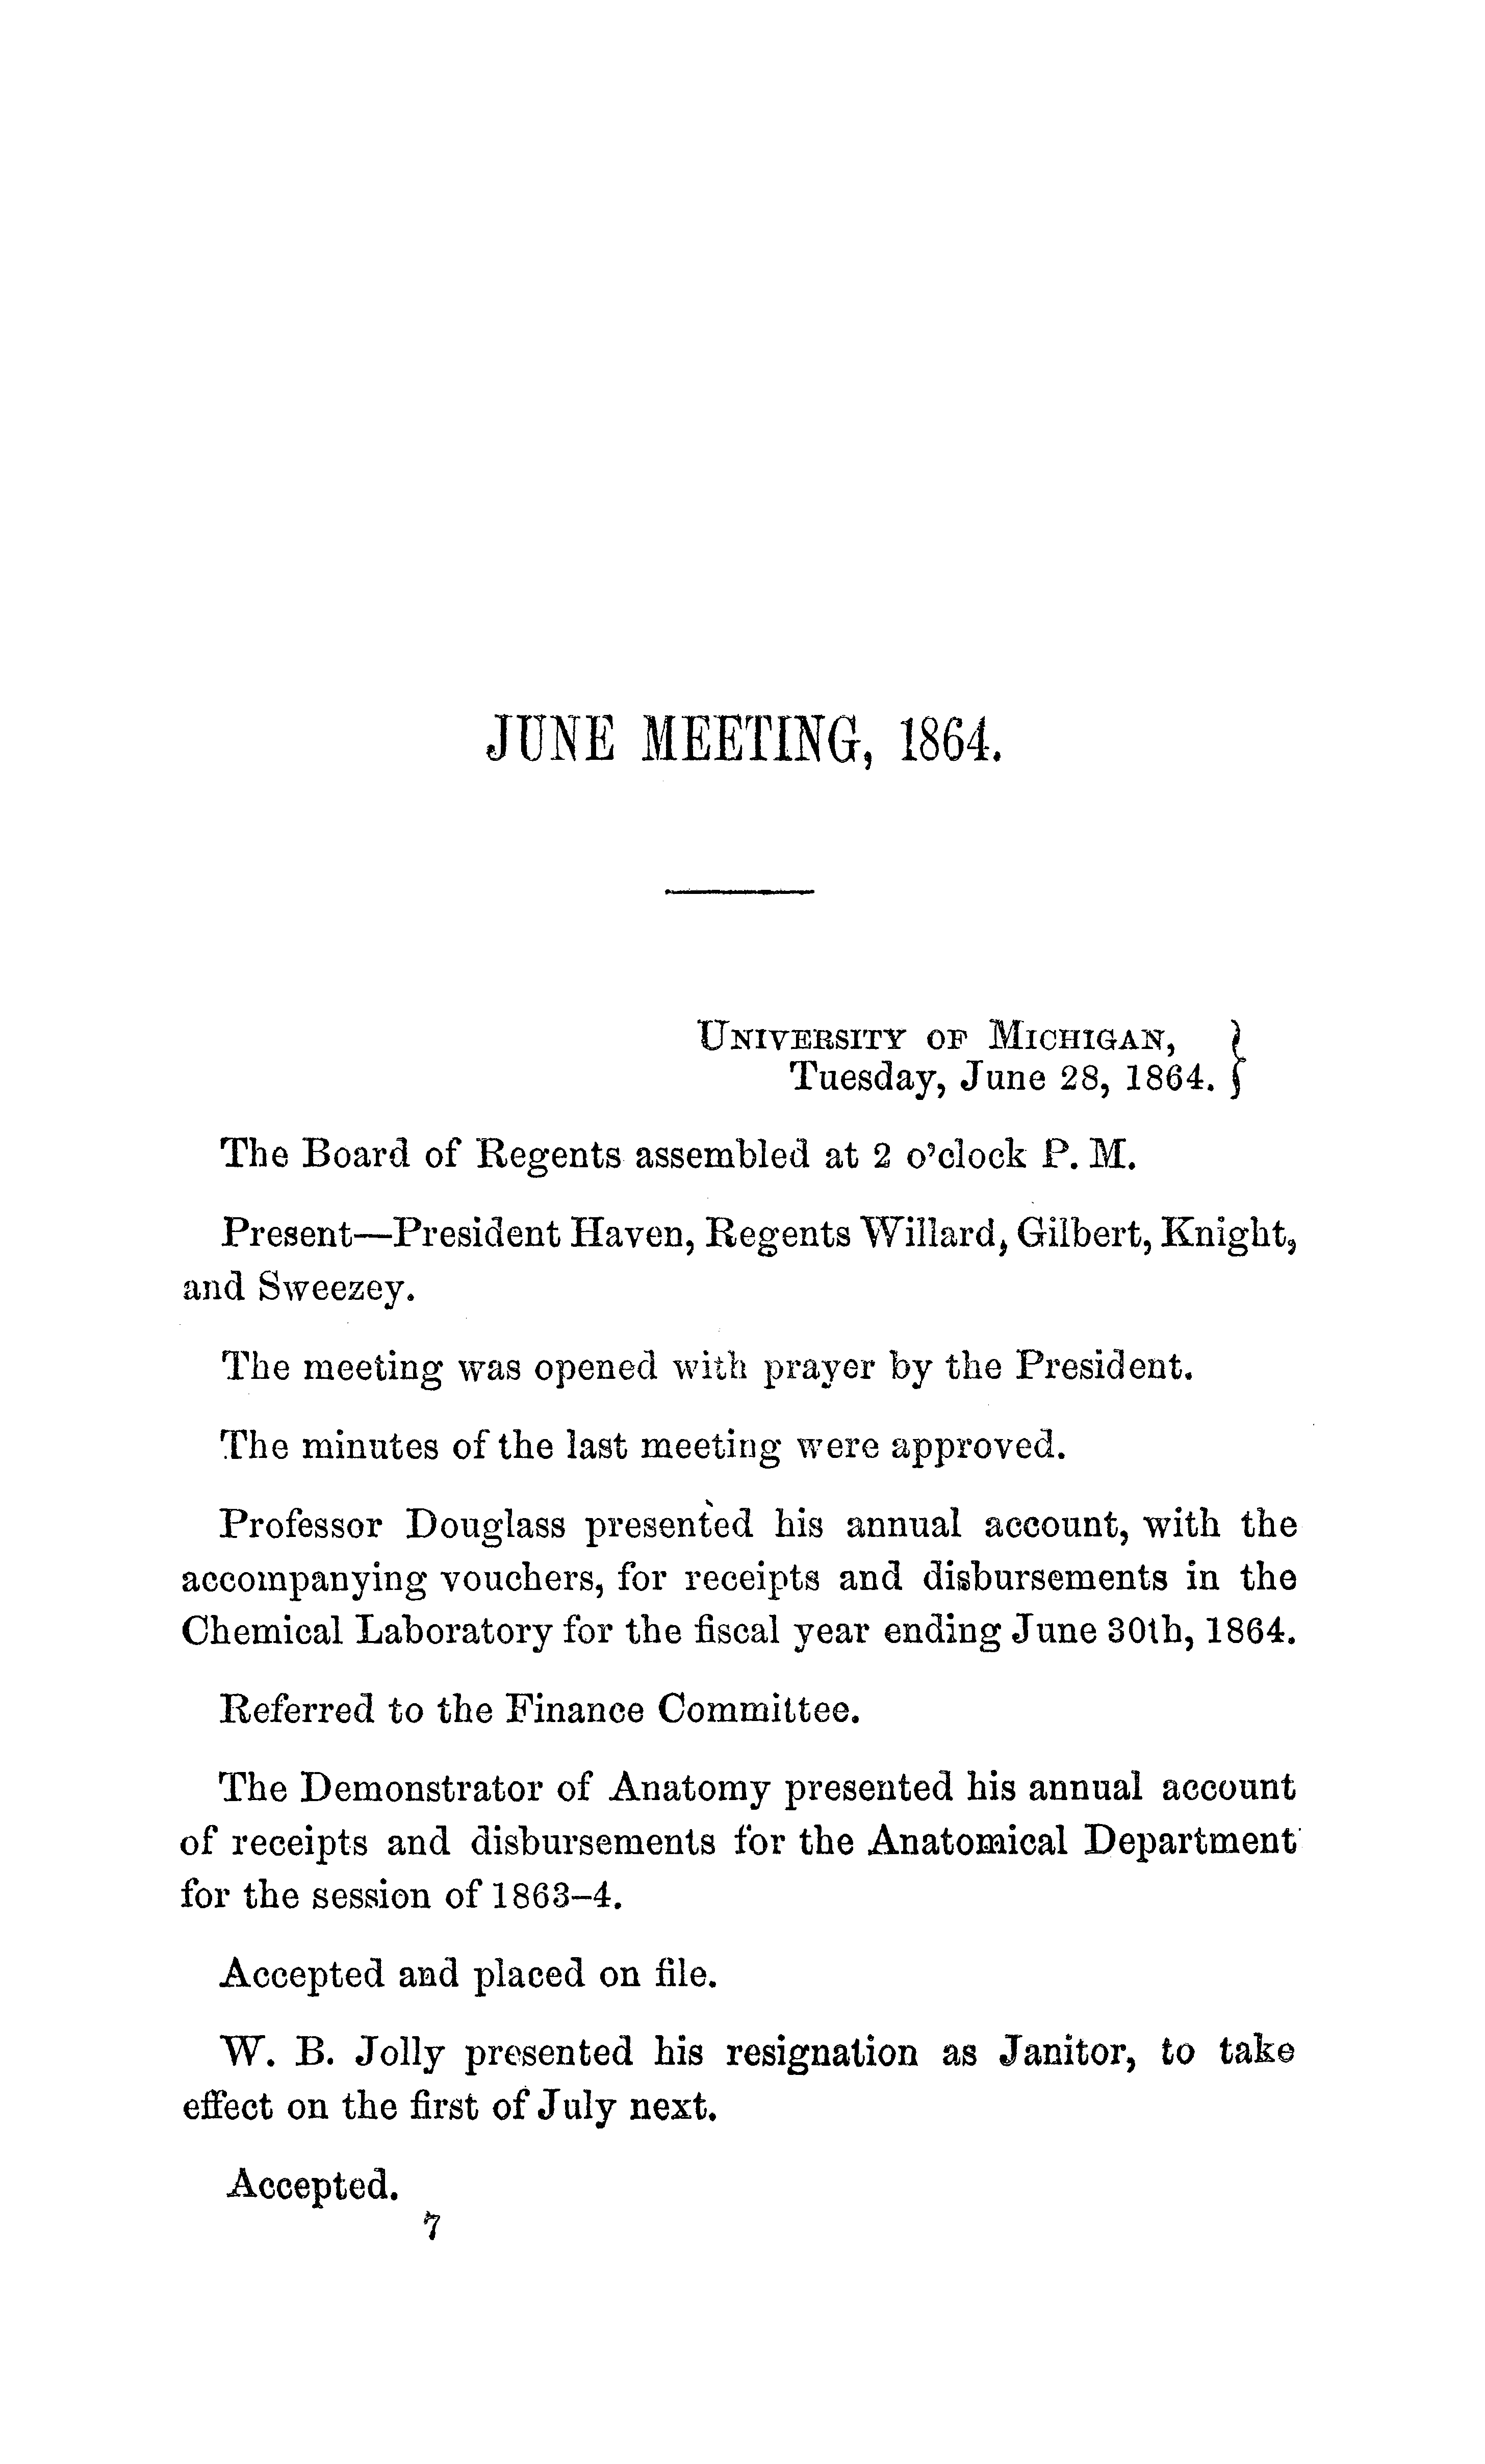 JUNE MEETING, 1864.
UNIVERSITY OF MICHIGAN,
Tuesday, June 28, 1864. }
The Board of Regents assembled at 2 o'clock P. M.
Present—President Haven, Regents Willard, Gilbert, Knight,
and Sweezey.
The meeting was opened with prayer by the President.
The minutes of the last meeting were approved.
Professor Douglass presented his annual account, with the
accompanying vouchers, for receipts and disbursements in the
Chemical Laboratory for the fiscal year ending June 30th, 1864.
Referred to the Finance Committee.
The Demonstrator of Anatomy presented his annual account
of receipts and disbursements for the Anatomical Department
for the session of 1863–4.
Accepted and placed on file.
W. B. Jolly presented his resignation as Janitor, to take
effect on the first of July next.
Accepted.
7